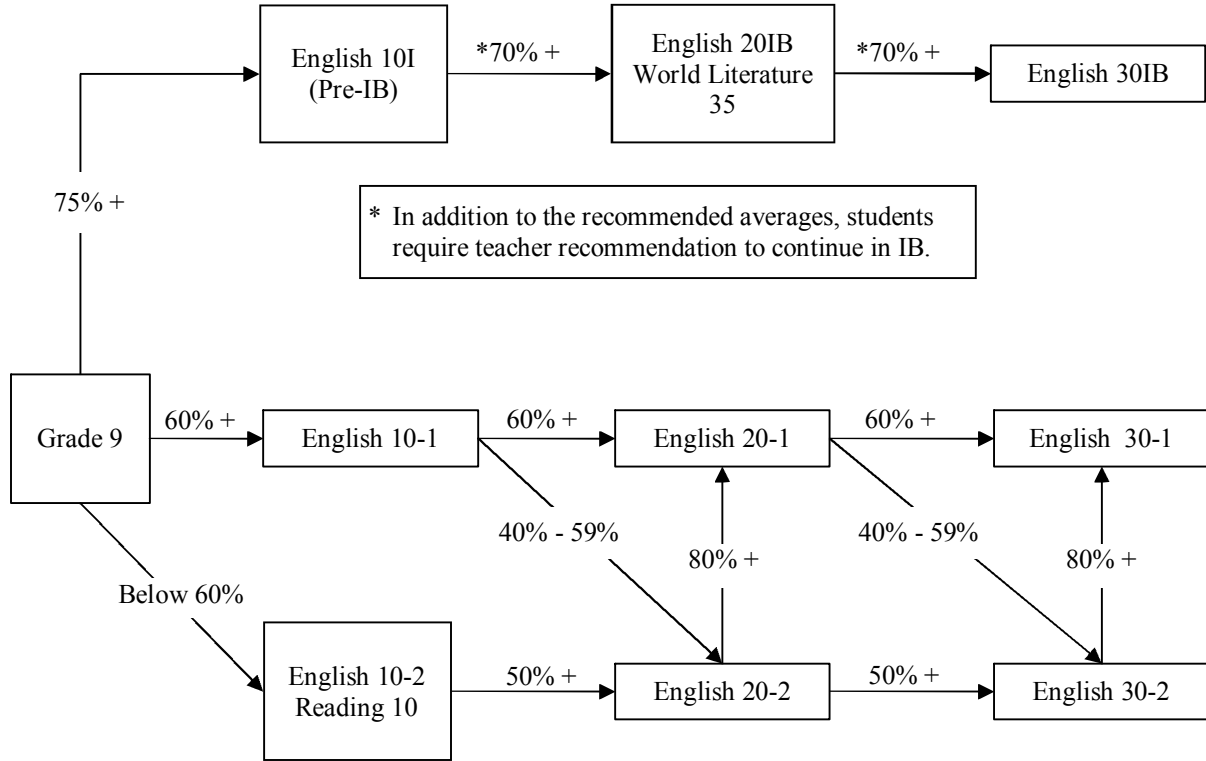 English 10I
(Pre-IB)
*70% +
English 20IB
World Literature
35
*70% +
English 30IB
75% +
* In addition to the recommended averages, students
require teacher recommendation to continue in IB.
Grade 9
60% +
English 10-1
60% +
English 20-1
60% +
English 30-1
40% - 59%
80% +
40% - 59%
80% +
Below 60%
English 10-2
Reading 10
50% +
English 20-2
50% +
English 30-2